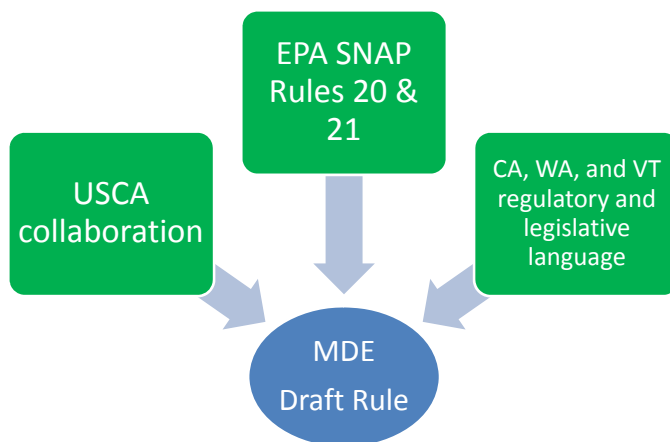 EPA SNAP
Rules 20 &
21
USCA
collaboration
CA, WA, and VT
regulatory and
legislative
language
MDE
Draft Rule